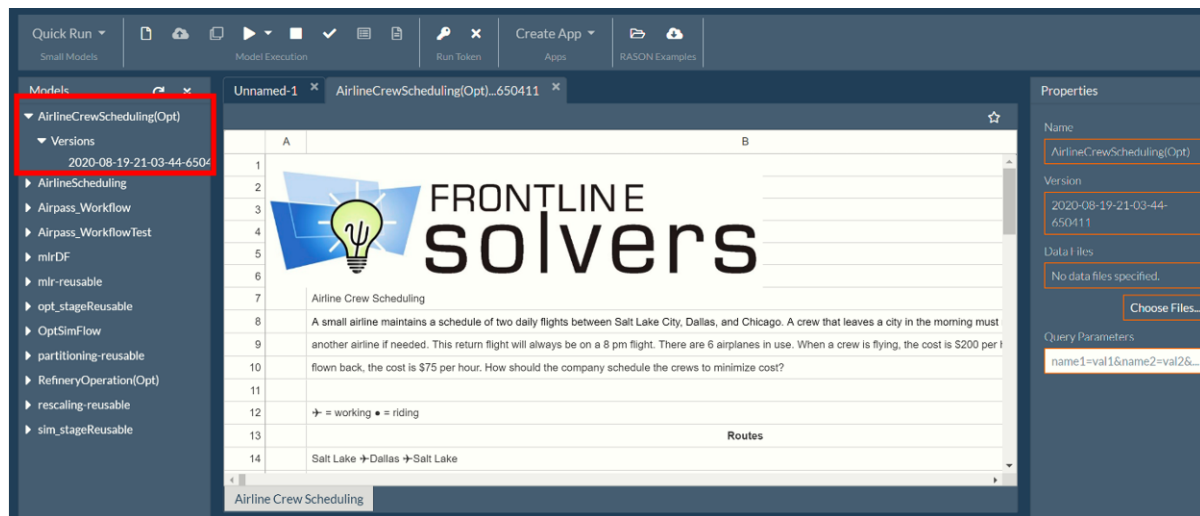 Quick Run
Small Models
Model Execution
Run Token
Create App
Apps
RASON Examples
Models
AirlineCrewScheduling(Opt)
Versions
2020-08-19-21-03-44-6504
AirlineScheduling
Airpass_Workflow
Airpass_WorkflowTest
mlrDF
mlr-reusable
opt_stageReusable
OptSimFlow
partitioning-reusable
RefineryOperation(Opt)
rescaling-reusable
sim_stageReusable
Unnamed-1 ×
AirlineCrewScheduling(Opt)...650411 ×
A B
1
2
3
4
5
6
FRONTLINE
solvers
7 Airline Crew Scheduling
8 A small airline maintains a schedule of two daily flights between Salt Lake City, Dallas, and Chicago. A crew that leaves a city in the morning must
9 another airline if needed. This return flight will always be on a 8 pm flight. There are 6 airplanes in use. When a crew is flying, the cost is $200 per
10 flown back, the cost is $75 per hour. How should the company schedule the crews to minimize cost?
11
12 ✈ = working ● = riding
13 Routes
14 Salt Lake ✈Dallas ✈Salt Lake
Airline Crew Scheduling
Properties
Name
AirlineCrewScheduling(Opt)
Version
2020-08-19-21-03-44-
650411
Data Files
No data files specified.
Choose Files...
Query Parameters
name1=val1&name2=val2&...